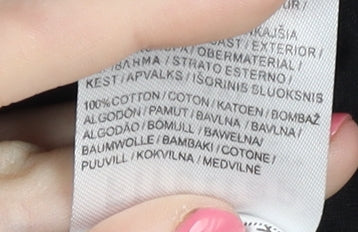 KAJŠIA
ČAST / EXTERIOR /
OBERMATERIAL /
BAHMA / STRATO ESTERNO /
KEST / APVALKS / IŠORINIS SLUOKSNIS
100% COTTON / COTON / KATOEN / BOMBAŽ
ALGODÓN / PAMUT / BAVLNA / BAVLNA /
ALGODÃO / BOMULL / BAWEŁNA /
BAUMWOLLE / BAMBAKI / COTONE /
PUUVILL / KOKVILNA / MEDVILNĖ